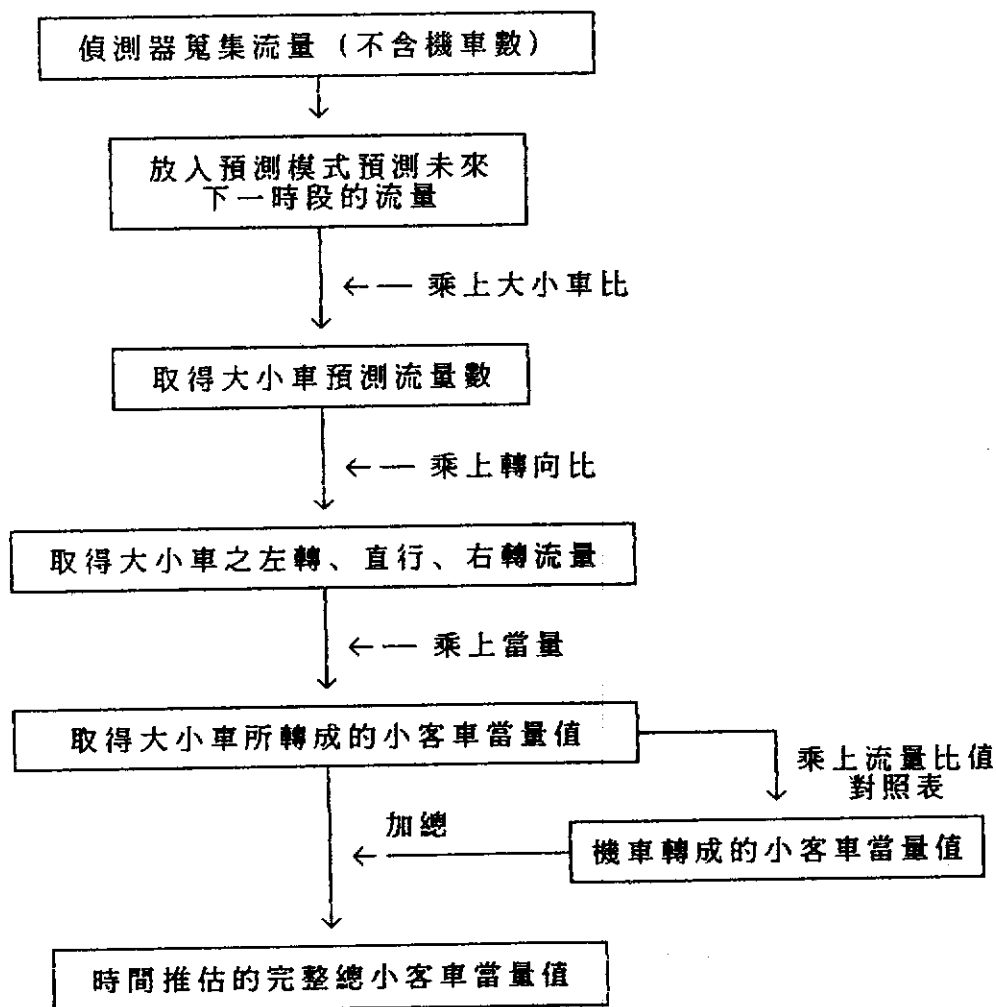 偵測器蒐集流量（不含機車數）
放入預測模式預測未來
下一時段的流量
乘上大小車比
取得大小車預測流量數
乘上轉向比
取得大小車之左轉、直行、右轉流量
乘上當量
取得大小車所轉成的小客車當量值
乘上流量比值
對照表
加總
機車轉成的小客車當量值
時間推估的完整總小客車當量值